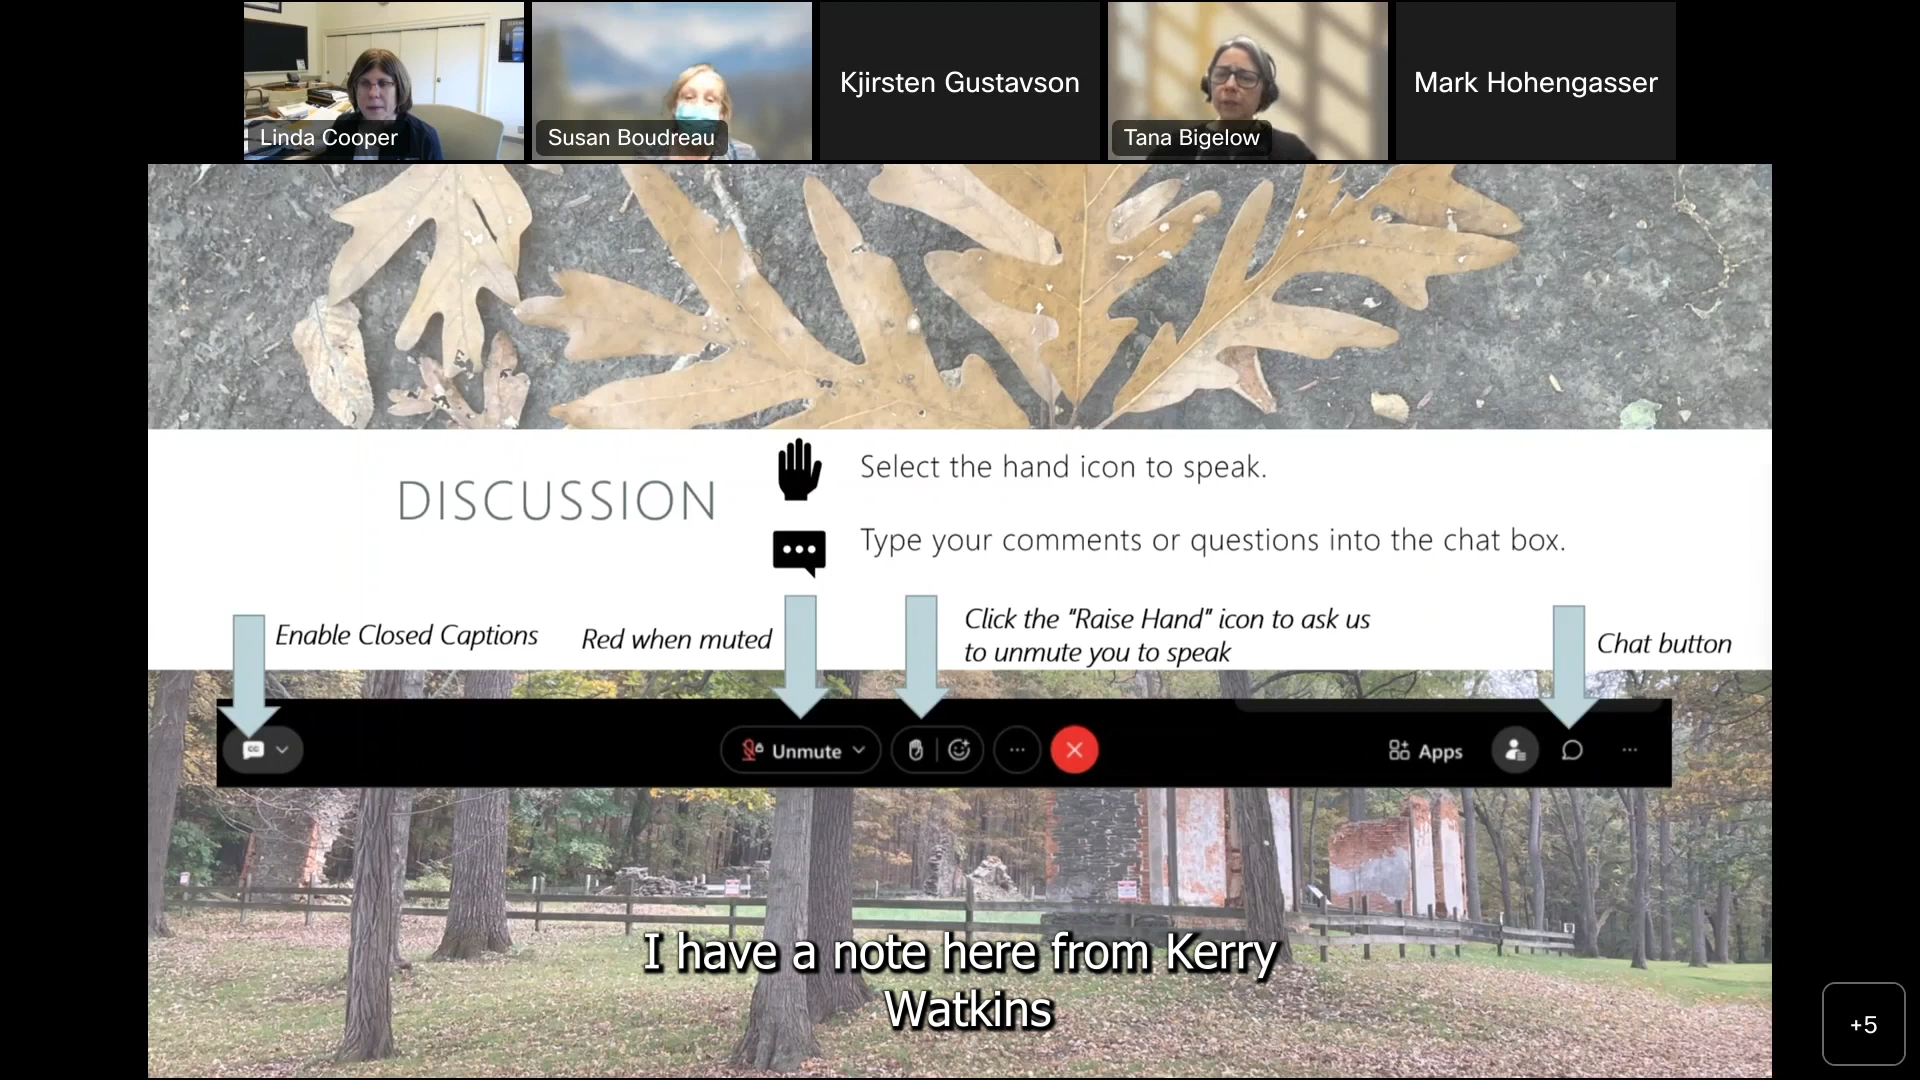 Linda Cooper
Susan Boudreau
Kjirsten Gustavson
Tana Bigelow
Mark Hohengasser
DISCUSSION
Select the hand icon to speak.
Type your comments or questions into the chat box.
Enable Closed Captions
Red when muted
Click the "Raise Hand" icon to ask us
to unmute you to speak
Chat button
CC
Unmute
Apps
I have a note here from Kerry
Watkins
+5